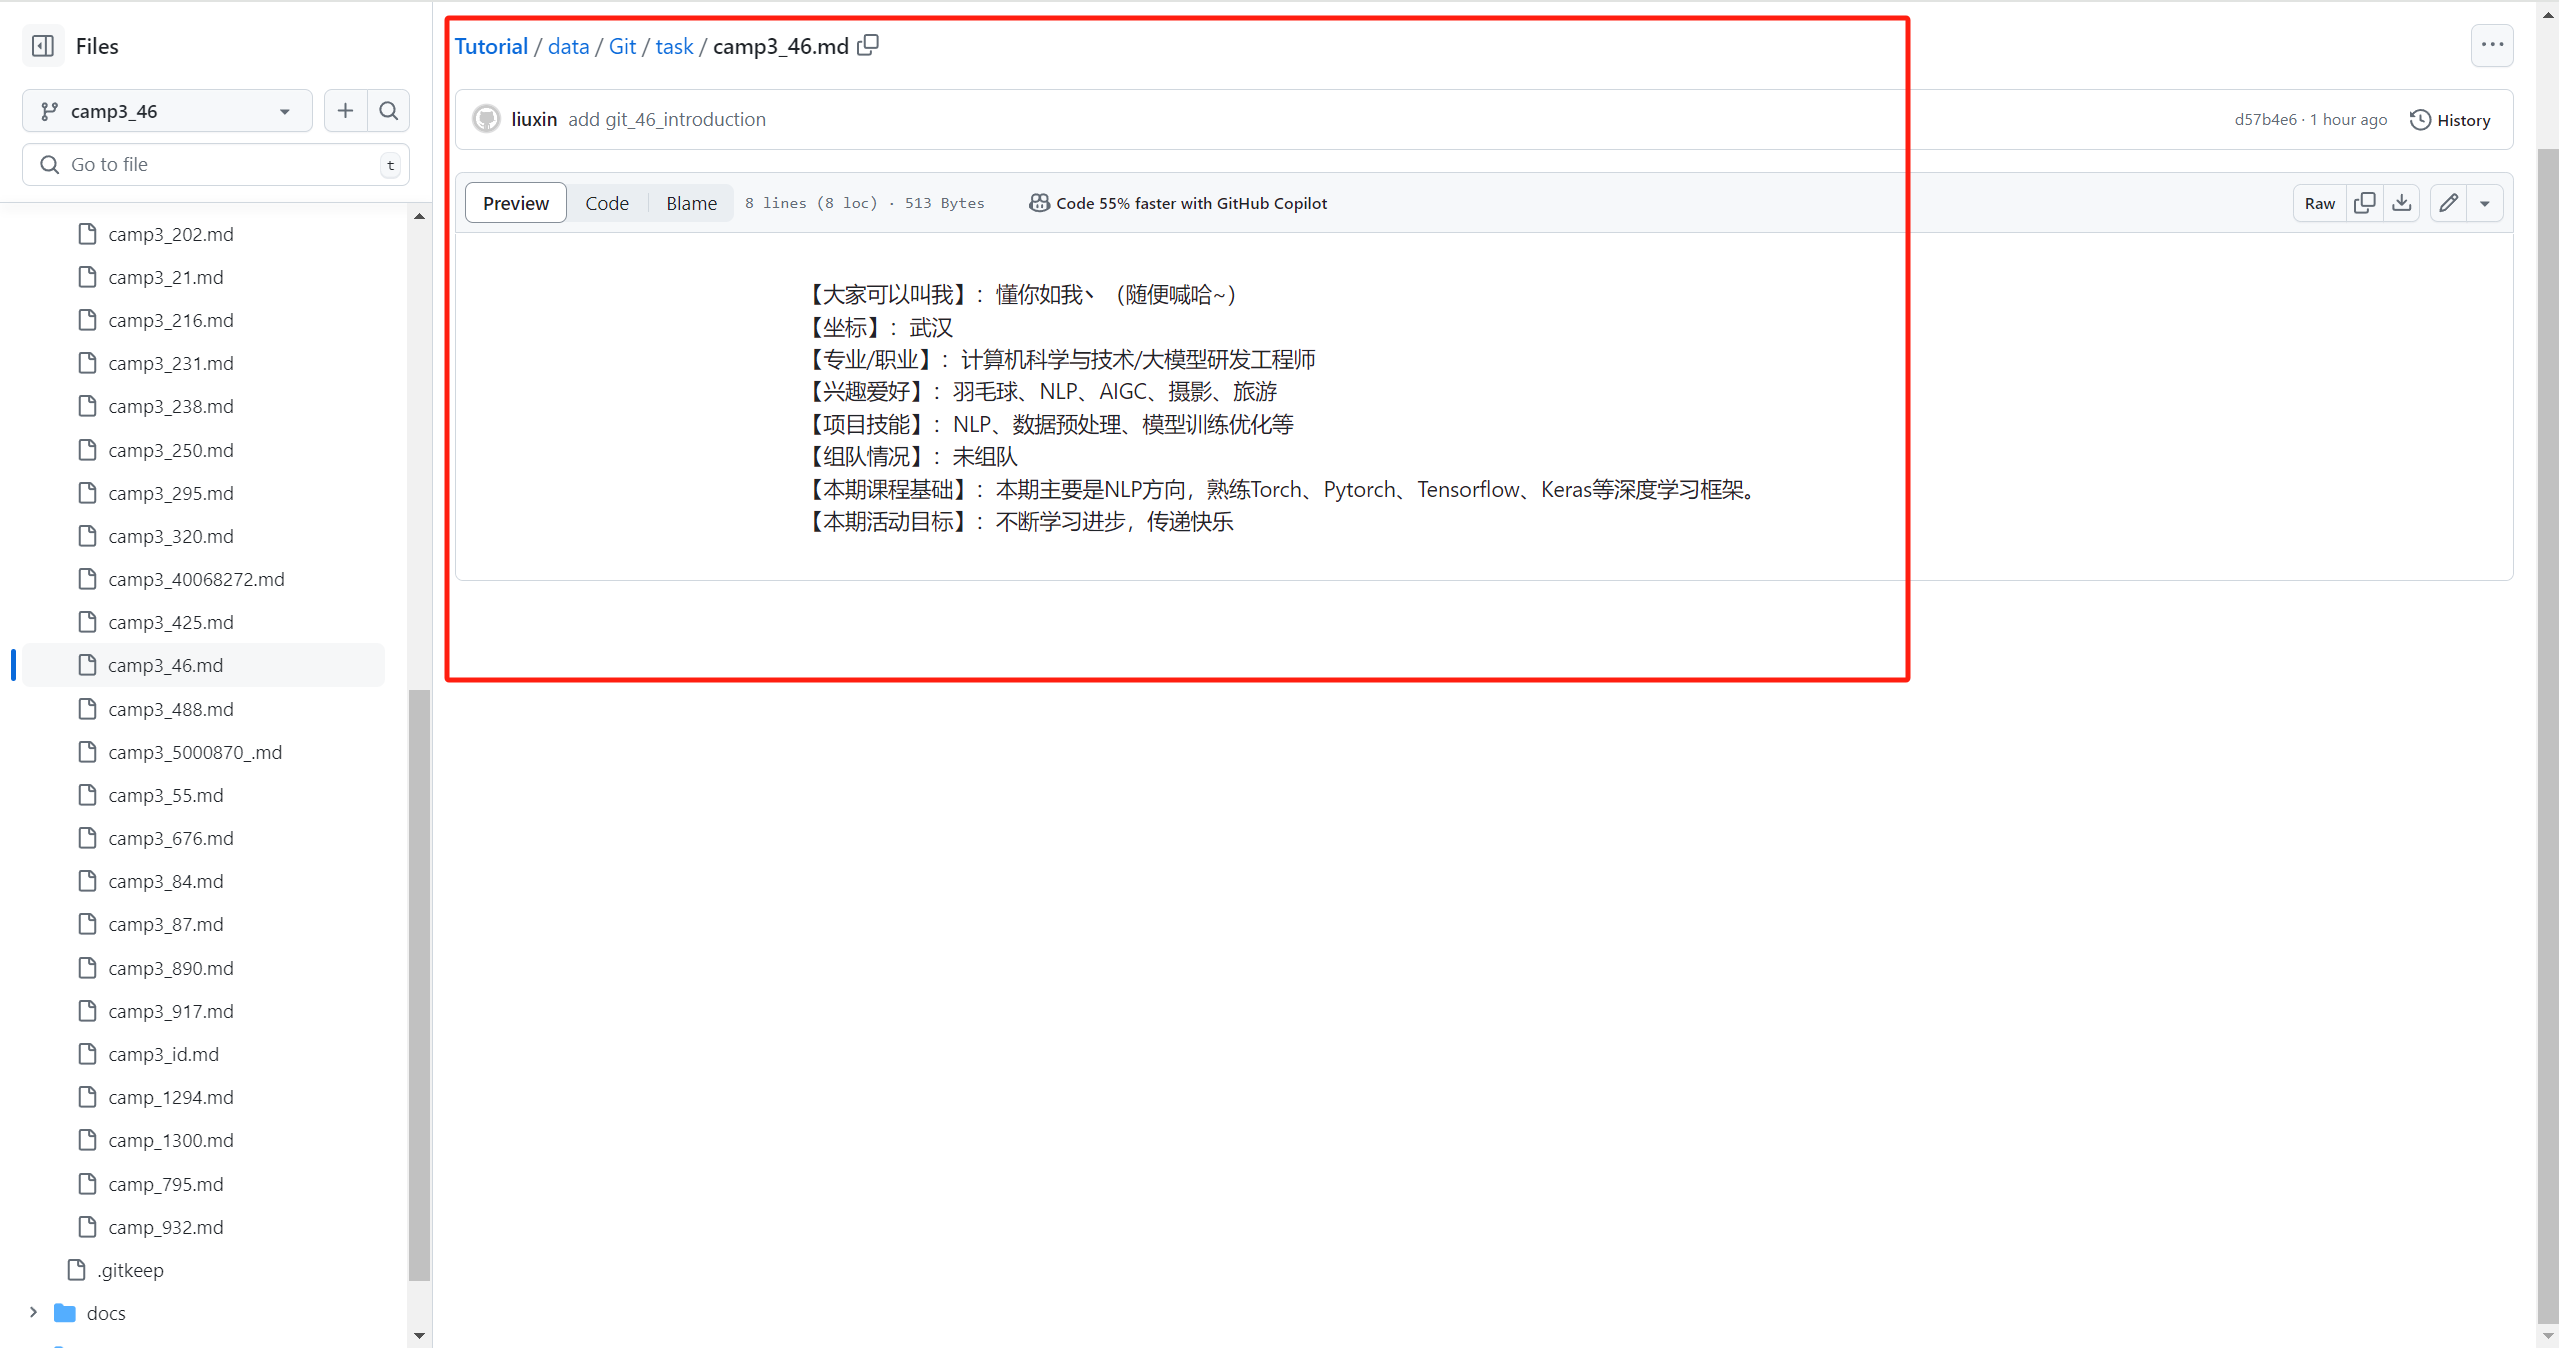 Files
camp3_46
Go to file
t
camp3_202.md
camp3_21.md
camp3_216.md
camp3_231.md
camp3_238.md
camp3_250.md
camp3_295.md
camp3_320.md
camp3_40068272.md
camp3_425.md
camp3_46.md
camp3_488.md
camp3_5000870_.md
camp3_55.md
camp3_676.md
camp3_84.md
camp3_87.md
camp3_890.md
camp3_917.md
camp3_id.md
camp_1294.md
camp_1300.md
camp_795.md
camp_932.md
.gitkeep
docs
Tutorial / data / Git / task / camp3_46.md
liuxin add git_46_introduction
d57b4e6 · 1 hour ago
History
Preview Code Blame 8 lines (8 loc) · 513 Bytes Code 55% faster with GitHub Copilot
Raw
【大家可以叫我】：懂你如我丶（随便喊哈~）
【坐标】：武汉
【专业/职业】：计算机科学与技术/大模型研发工程师
【兴趣爱好】：羽毛球、NLP、AIGC、摄影、旅游
【项目技能】：NLP、数据预处理、模型训练优化等
【组队情况】：未组队
【本期课程基础】：本期主要是NLP方向，熟练Torch、Pytorch、Tensorflow、Keras等深度学习框架。
【本期活动目标】：不断学习进步，传递快乐